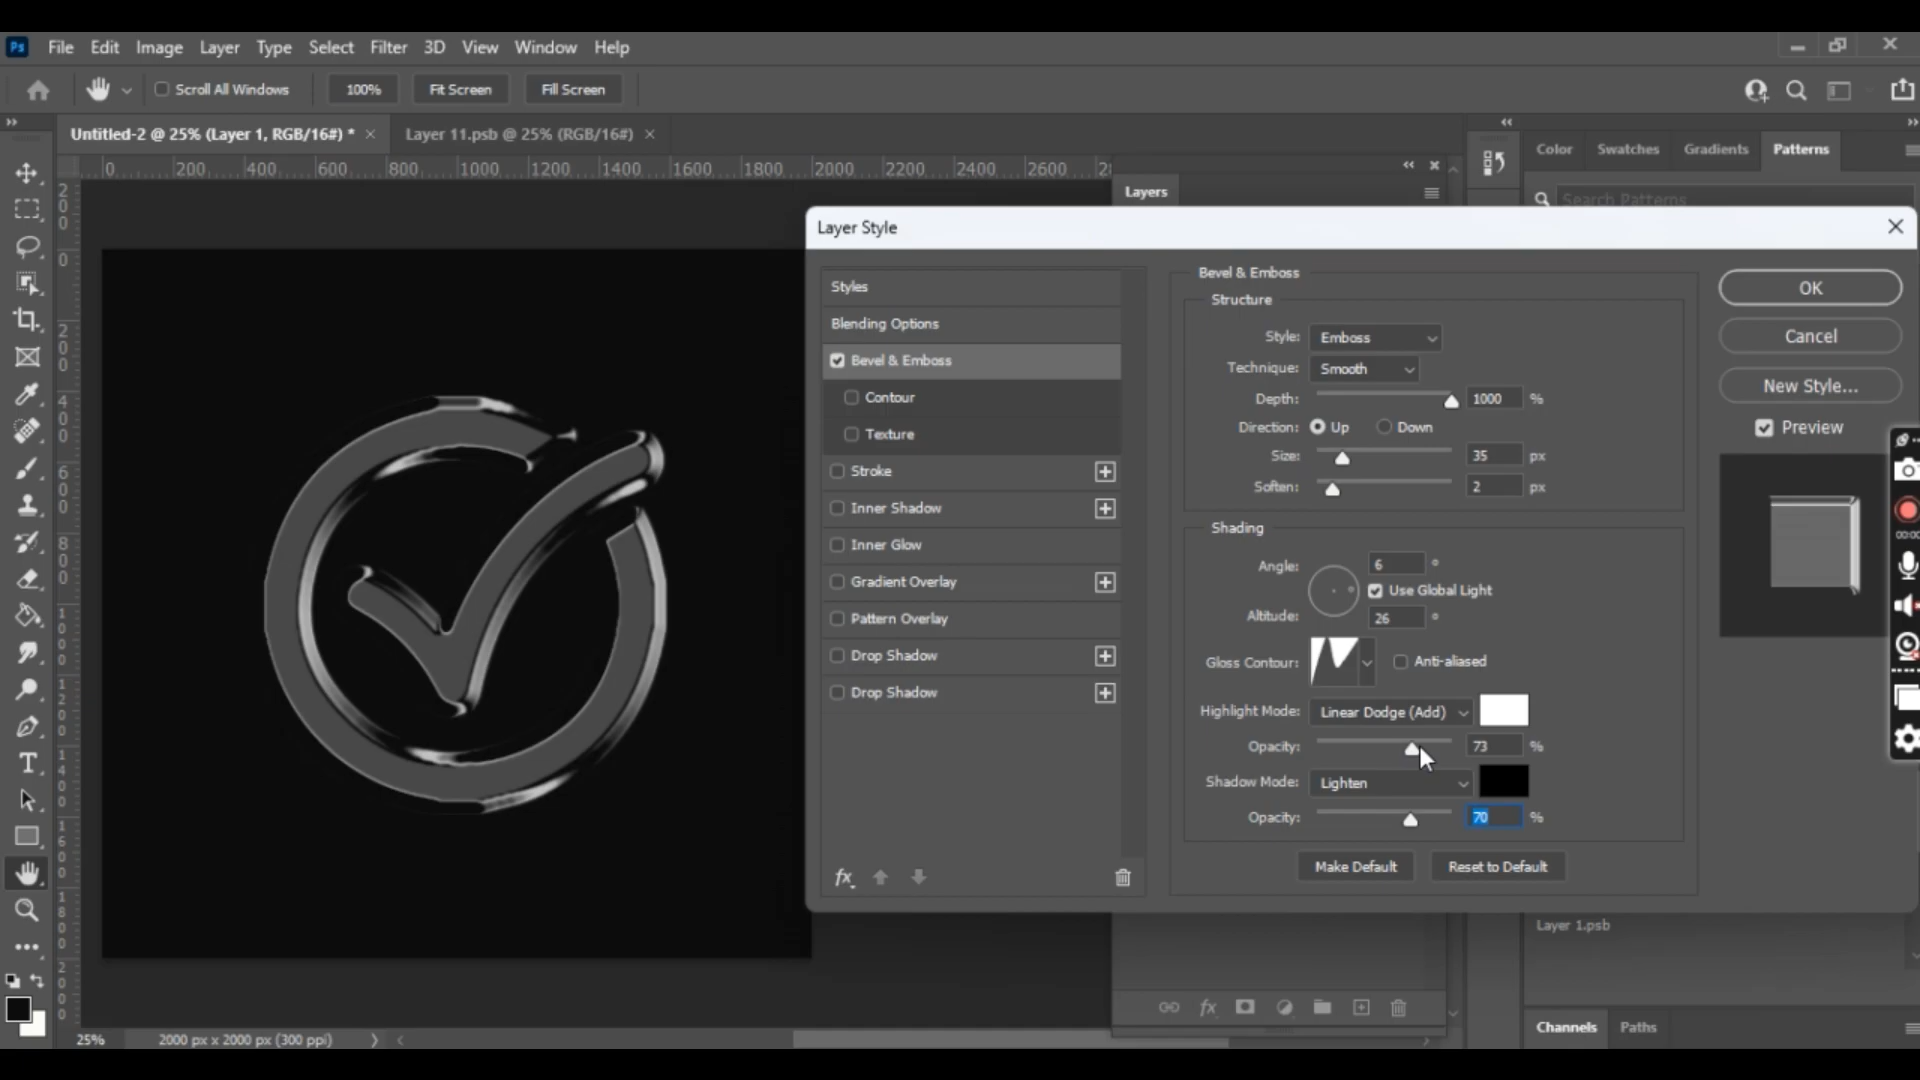 Ps File Edit Image Layer Type Select Filter 3D View Window Help
Scroll All Windows 100% Fit Screen Fill Screen
Untitled-2 @ 25% (Layer 1, RGB/16#) * × Layer 11.psb @ 25% (RGB/16#) ×
Color Swatches Gradients Patterns
0 200 400 600 800 1000 1200 1400 1600 1800 2000 2200 2400 2600
Layers
Search Patterns
Layer Style
Styles
Blending Options
Bevel & Emboss
Contour
Texture
Stroke
Inner Shadow
Inner Glow
Gradient Overlay
Pattern Overlay
Drop Shadow
Drop Shadow
fx
Bevel & Emboss
Structure
Style: Emboss
Technique: Smooth
Depth: 1000 %
Direction: Up Down
Size: 35 px
Soften: 2 px
Shading
Angle: 6 °
Use Global Light
Altitude: 26 °
Gloss Contour: Anti-aliased
Highlight Mode: Linear Dodge (Add)
Opacity: 73 %
Shadow Mode: Lighten
Opacity: 70 %
Make Default Reset to Default
OK
Cancel
New Style...
Preview
Layer 1.psb
fx
Channels Paths
25% 2000 px x 2000 px (300 ppi)